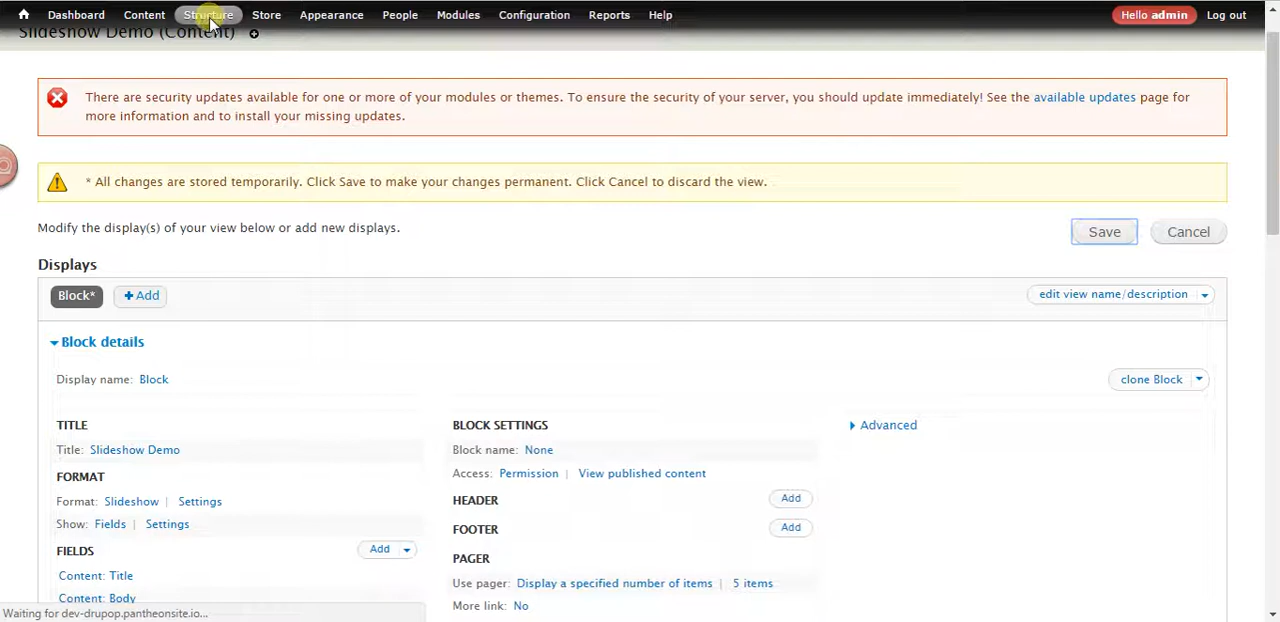 Dashboard Content Structure Store Appearance People Modules Configuration Reports Help Hello admin Log out
Slideshow Demo (Content)
There are security updates available for one or more of your modules or themes. To ensure the security of your server, you should update immediately! See the available updates page for
more information and to install your missing updates.
* All changes are stored temporarily. Click Save to make your changes permanent. Click Cancel to discard the view.
Modify the display(s) of your view below or add new displays.
Save Cancel
Displays
Block* Add edit view name/description
Block details
Display name: Block clone Block
TITLE BLOCK SETTINGS Advanced
Title: Slideshow Demo Block name: None
Access: Permission | View published content
FORMAT
HEADER Add
Format: Slideshow | Settings
Show: Fields | Settings FOOTER Add
FIELDS Add PAGER
Content: Title Use pager: Display a specified number of items | 5 items
Content: Body More link: No
Waiting for dev-drupop.pantheonsite.io...